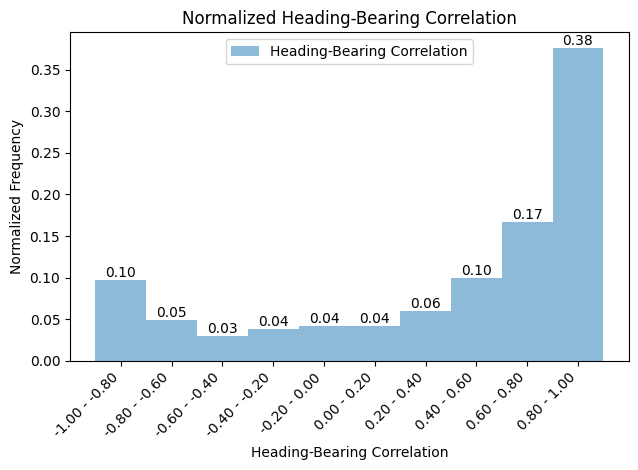 Normalized Heading-Bearing Correlation
Heading-Bearing Correlation
Normalized Frequency
0.35
0.30
0.25
0.20
0.15
0.10
0.05
0.00
0.10
0.05
0.03
0.04
0.04
0.04
0.06
0.10
0.17
0.38
-1.00 - -0.80
-0.80 - -0.60
-0.60 - -0.40
-0.40 - -0.20
-0.20 - 0.00
0.00 - 0.20
0.20 - 0.40
0.40 - 0.60
0.60 - 0.80
0.80 - 1.00
Heading-Bearing Correlation